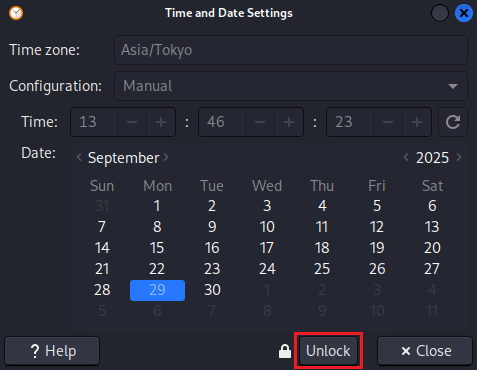 Time and Date Settings
Time zone: Asia/Tokyo
Configuration: Manual
Time: 13 − + : 46 − + : 23 − +
Date: < September > < 2025 >
Sun Mon Tue Wed Thu Fri Sat
31 1 2 3 4 5 6
7 8 9 10 11 12 13
14 15 16 17 18 19 20
21 22 23 24 25 26 27
28 29 30 1 2 3 4
5 6 7 8 9 10 11
? Help Unlock × Close